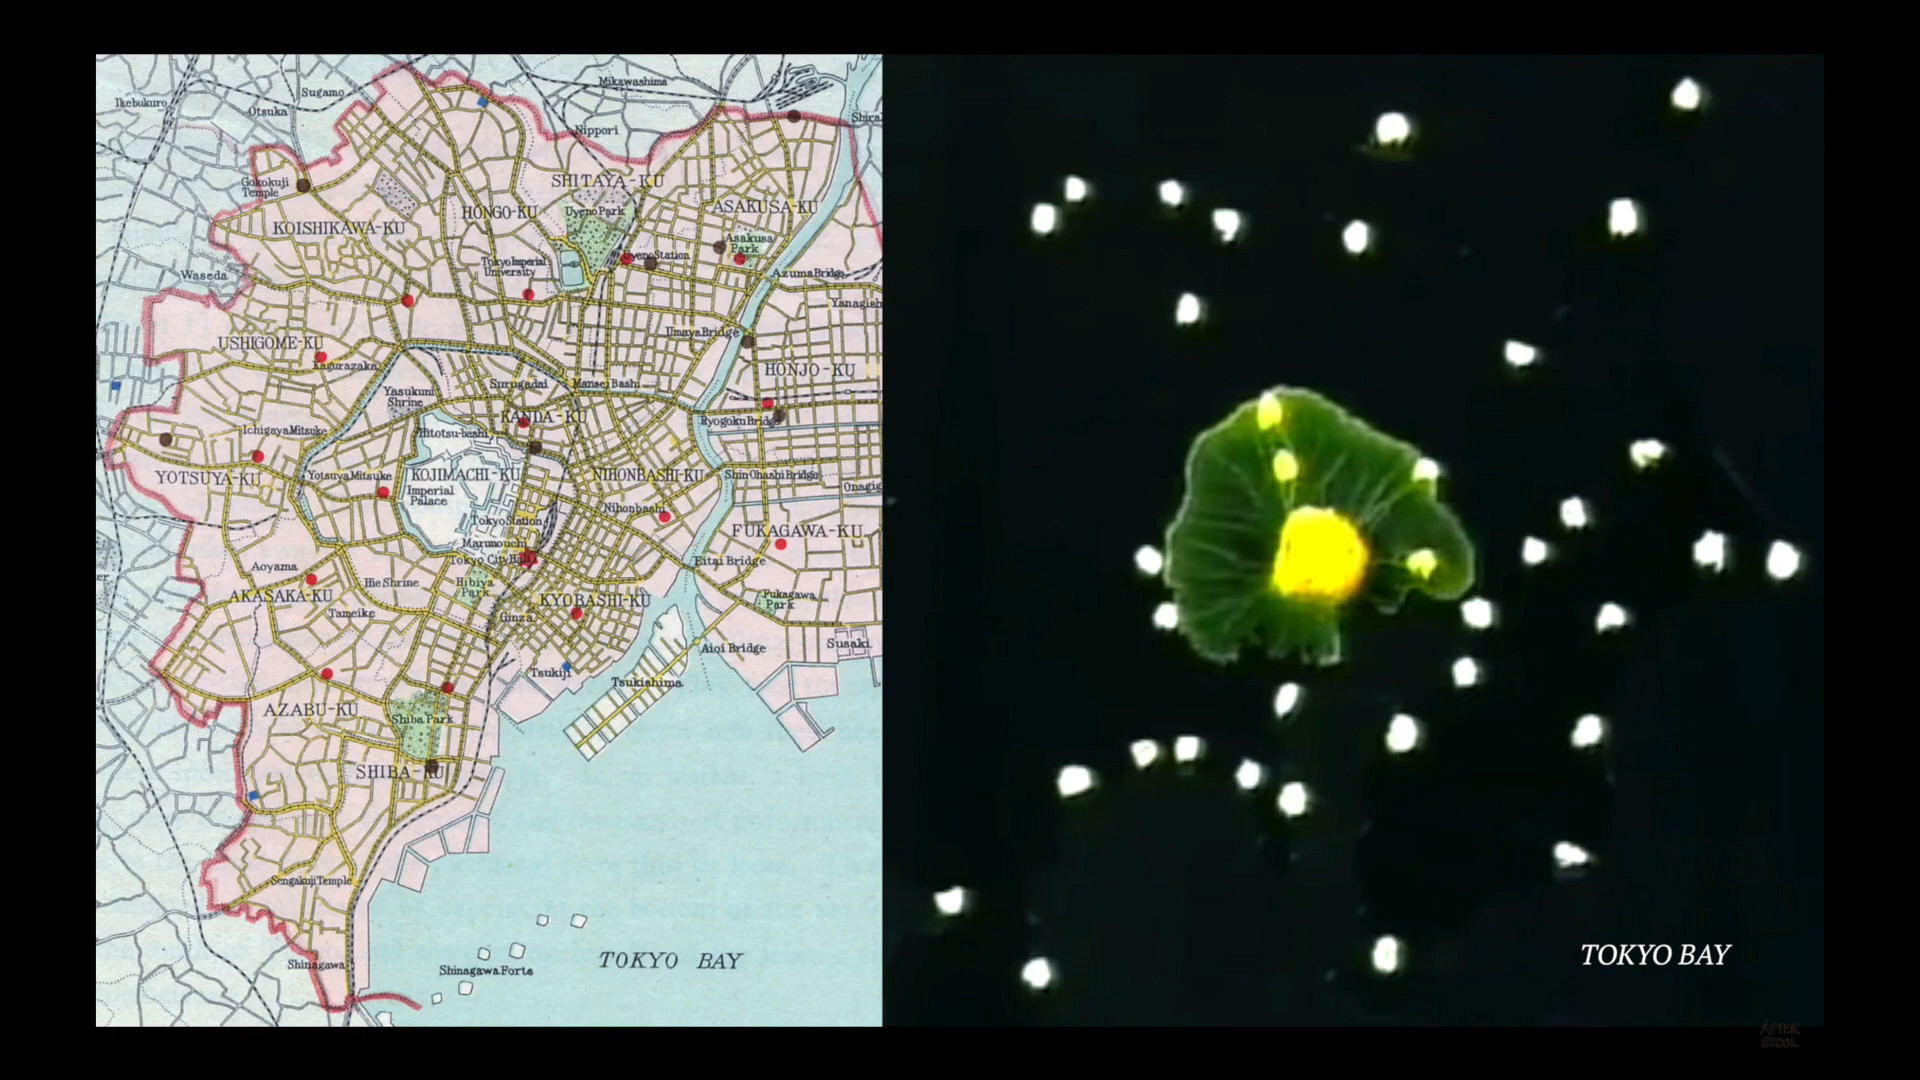 Mikawashima
Sugamo
Ikebukuro
Otsuka
Nippori
Gokokuji
Temple
SHITAYA-KU
HONGO-KU
Uyeno Park
ASAKUSA-KU
KOISHIKAWA-KU
Asakusa
Park
Uyeno Station
Tokyo Imperial
University
Waseda
Azuma Bridge
Umaya Bridge
USHIGOME-KU
Kagurazaka
HONJO-KU
Surugadai
Mansei Bashi
Yasukuni
Shrine
KANDA-KU
Ryogoku Bridge
Ichigaya Mitsuke
Hitotsu-bashi
YOTSUYA-KU
Yotsuya Mitsuke
KOJIMACHI-KU
NIHONBASHI-KU
Shin Ohashi Bridge
Imperial
Palace
Nihonbashi
Tokyo Station
FUKAGAWA-KU
Marunouchi
Tokyo City Hall
Eitai Bridge
Aoyama
Hie Shrine
Hibiya
Park
AKASAKA-KU
KYOBASHI-KU
Fukagawa
Park
Tameike
Ginza
Aioi Bridge
Susaki
Tsukiji
Tsukishima
AZABU-KU
Shiba Park
SHIBA-KU
Sengakuji Temple
Shinagawa
Shinagawa Forts
TOKYO BAY
TOKYO BAY
AFTER
SKOOL